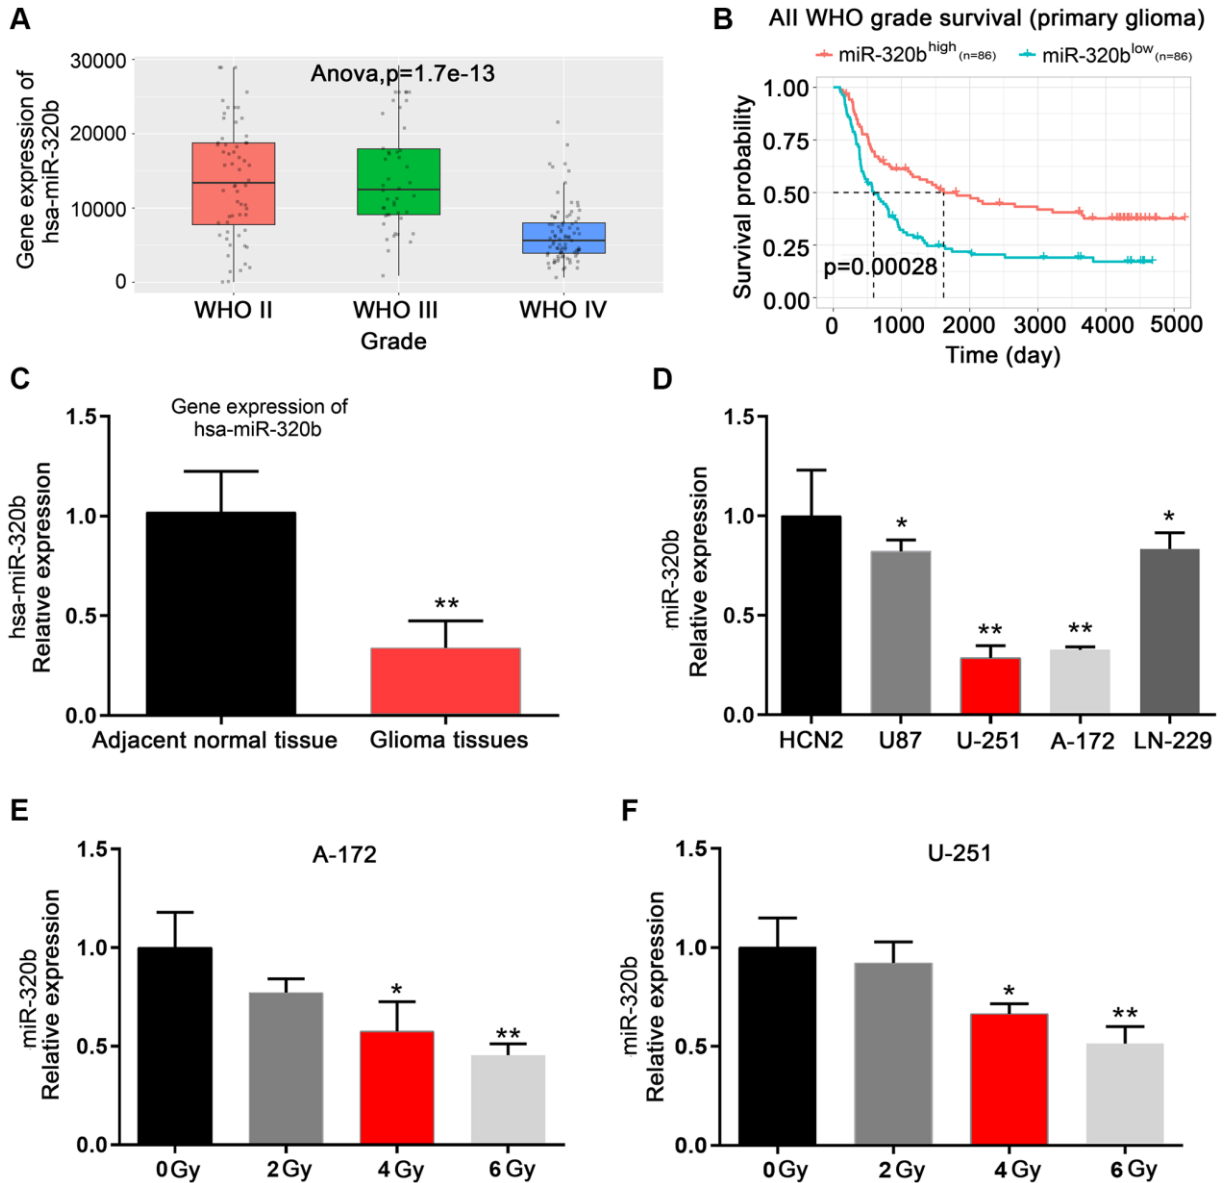 A
Gene expression of
hsa-miR-320b
30000
20000
10000
0
Anova,p=1.7e-13
WHO II WHO III WHO IV
Grade
B
All WHO grade survival (primary glioma)
miR-320bhigh(n=86) miR-320blow(n=86)
Survival probability
1.00
0.75
0.50
0.25
0.00
p=0.00028
0 1000 2000 3000 4000 5000
Time (day)
C
Gene expression of
hsa-miR-320b
hsa-miR-320b
Relative expression
1.5
1.0
0.5
0.0
**
Adjacent normal tissue Glioma tissues
D
miR-320b
Relative expression
1.5
1.0
0.5
0.0
* ** ** *
HCN2 U87 U-251 A-172 LN-229
E
A-172
miR-320b
Relative expression
1.5
1.0
0.5
0.0
* **
0 Gy 2 Gy 4 Gy 6 Gy
F
U-251
miR-320b
Relative expression
1.5
1.0
0.5
0.0
* **
0 Gy 2 Gy 4 Gy 6 Gy